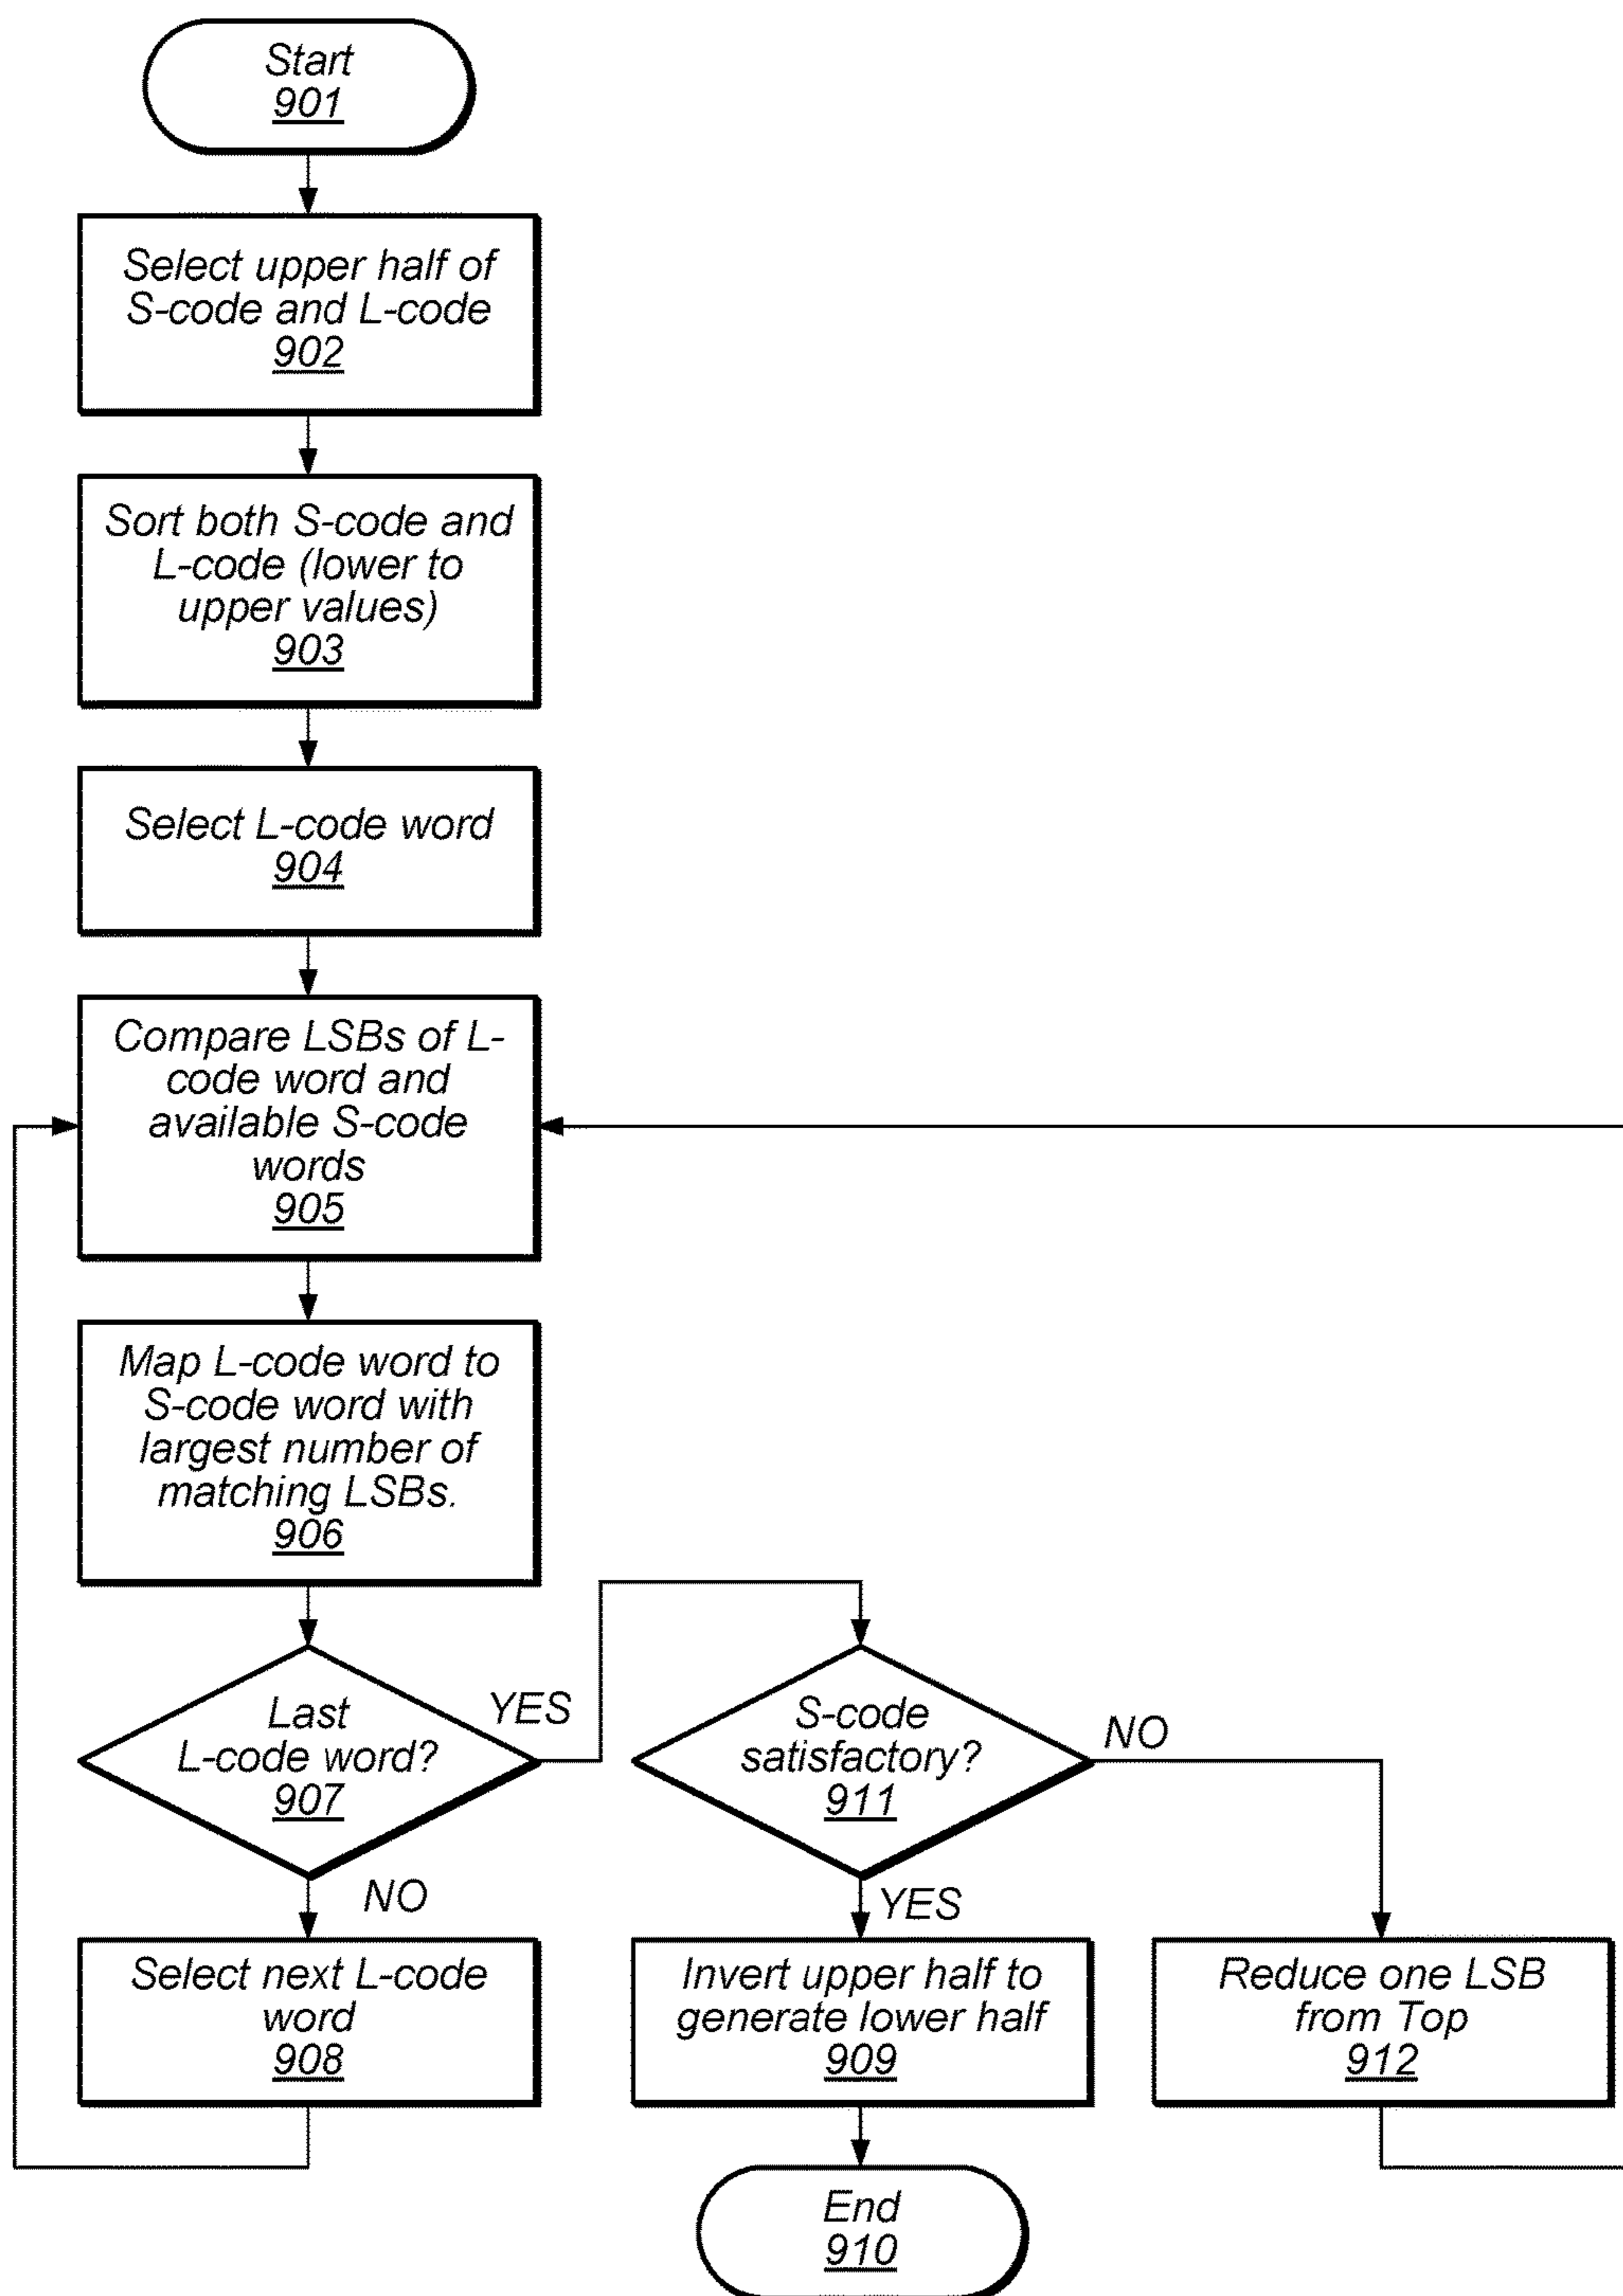 Start
901
Select upper half of
S-code and L-code
902
Sort both S-code and
L-code (lower to
upper values)
903
Select L-code word
904
Compare LSBs of L-
code word and
available S-code
words
905
Map L-code word to
S-code word with
largest number of
matching LSBs.
906
Last
L-code word?
907
YES
NO
S-code
satisfactory?
911
NO
YES
Select next L-code
word
908
Invert upper half to
generate lower half
909
Reduce one LSB
from Top
912
End
910